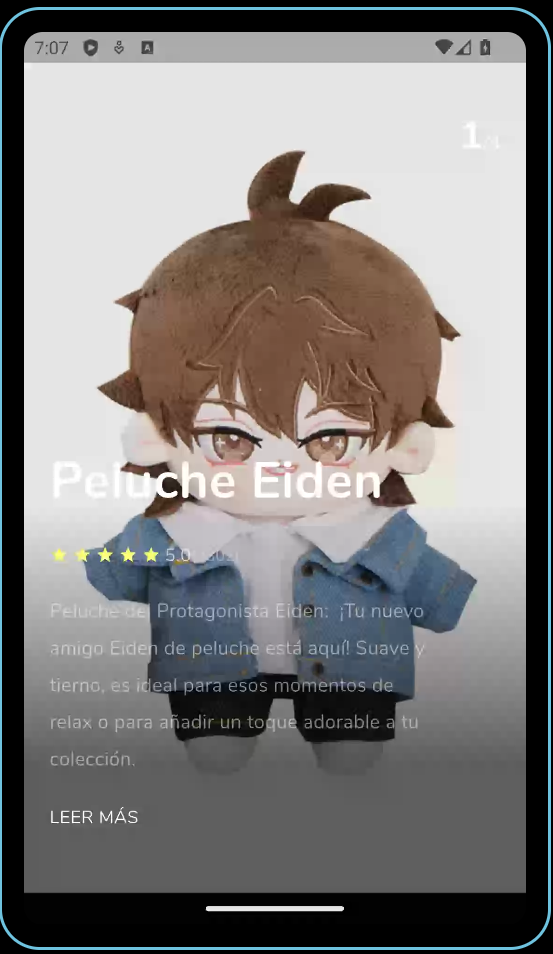 7:07
1/4
Peluche Eiden
5.0
Peluche del Protagonista Eiden: ¡Tu nuevo
amigo Eiden de peluche está aquí! Suave y
tierno, es ideal para esos momentos de
relax o para añadir un toque adorable a tu
colección.
LEER MÁS